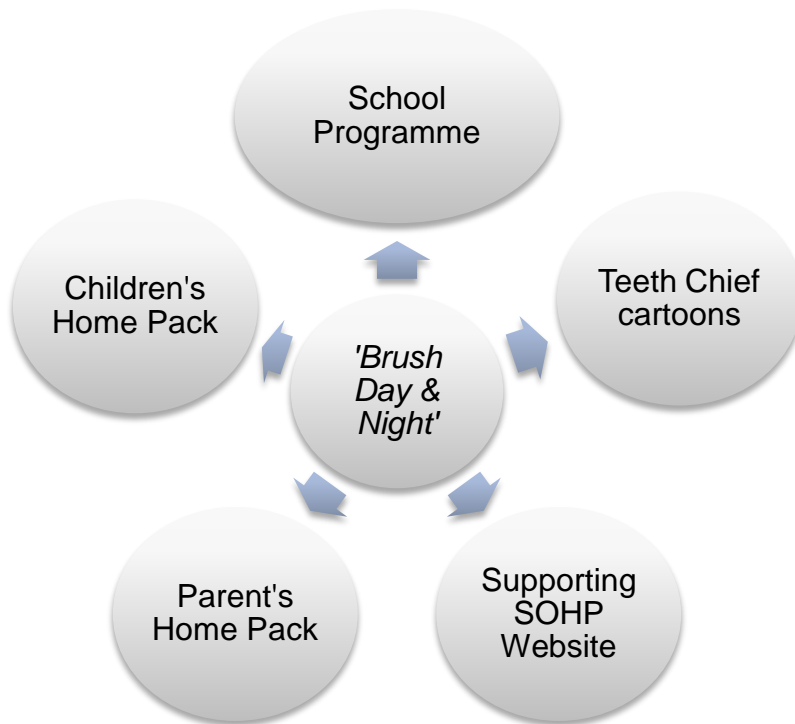 School
Programme
Children's
Home Pack
Teeth Chief
cartoons
'Brush
Day &
Night'
Parent's
Home Pack
Supporting
SOHP
Website